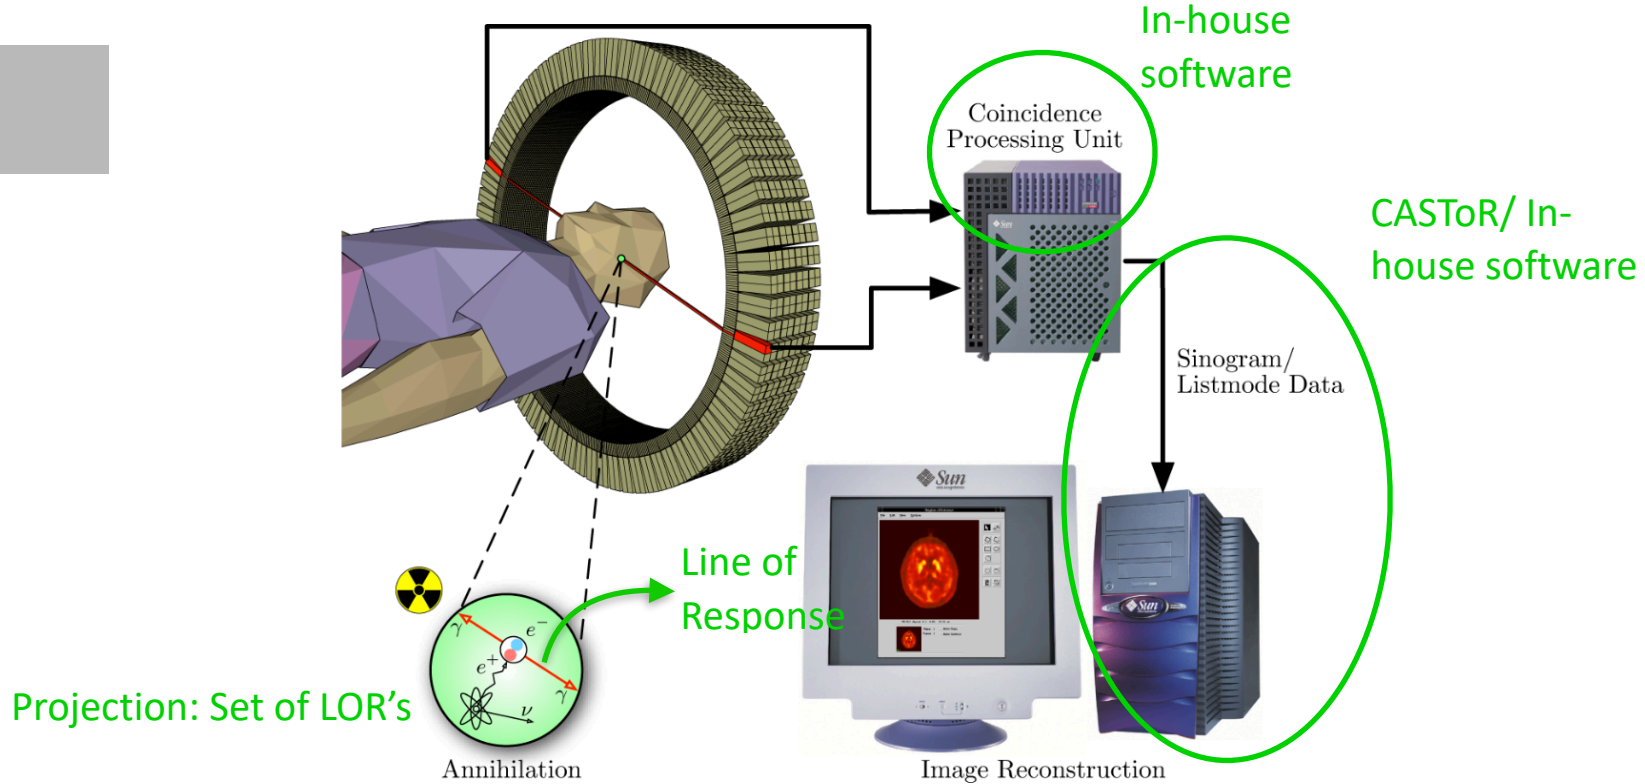 In-house
software
Coincidence
Processing Unit
Sun
CASToR/ In-
house software
Sinogram/
Listmode Data
Sun
Line of
Response
γ
e−
e+
γ
ν
Sun
Projection: Set of LOR's
Annihilation
Image Reconstruction